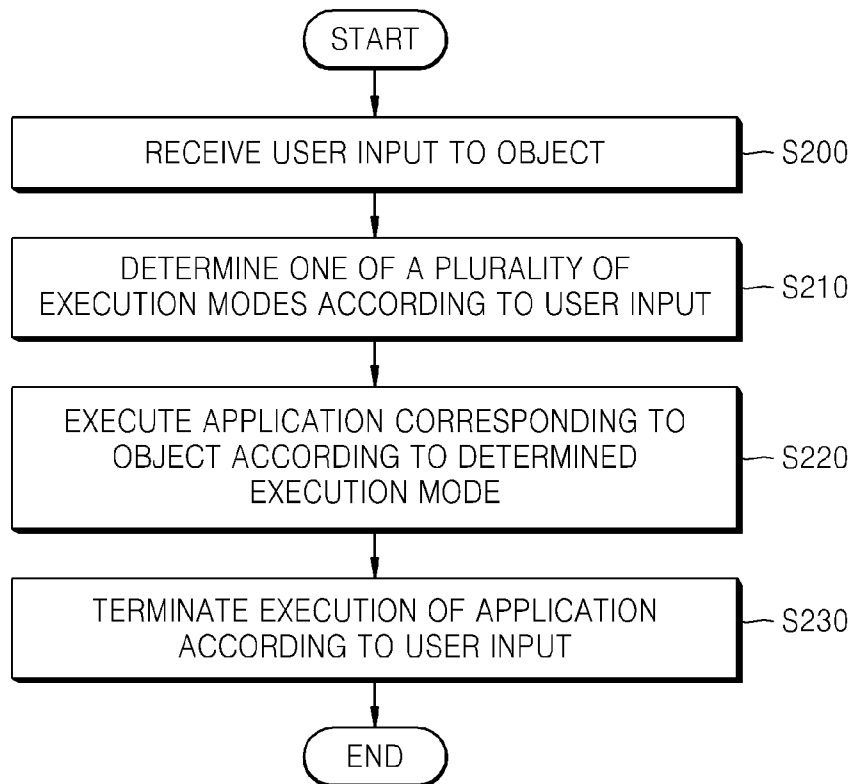 START
RECEIVE USER INPUT TO OBJECT
S200
DETERMINE ONE OF A PLURALITY OF
EXECUTION MODES ACCORDING TO USER INPUT
S210
EXECUTE APPLICATION CORRESPONDING TO
OBJECT ACCORDING TO DETERMINED
EXECUTION MODE
S220
TERMINATE EXECUTION OF APPLICATION
ACCORDING TO USER INPUT
S230
END